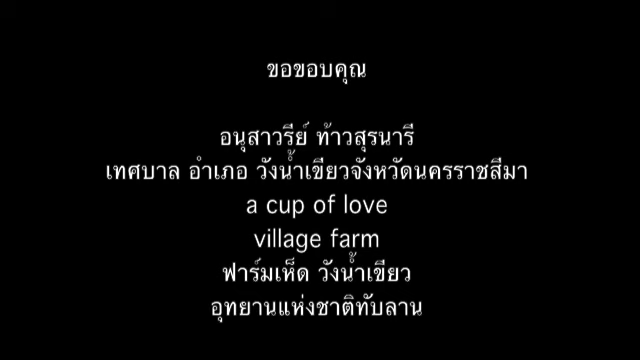 ขอขอบคุณ
อนุสาวรีย์ ท้าวสุรนารี
เทศบาล อำเภอ วังน้ำเขียวจังหวัดนครราชสีมา
a cup of love
village farm
ฟาร์มเห็ด วังน้ำเขียว
อุทยานแห่งชาติทับลาน